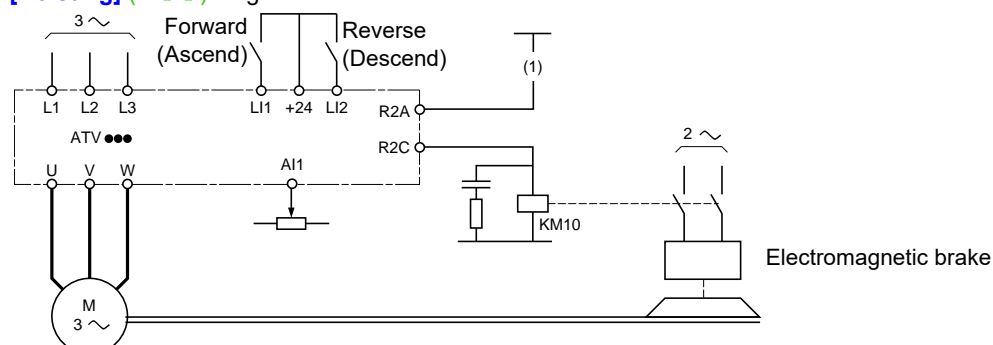 3 ~
Forward
(Ascend)
Reverse
(Descend)
(1)
L1 L2 L3
LI1 +24 LI2
R2A
ATV •••
R2C
2 ~
U V W
AI1
KM10
Electromagnetic brake
M
3 ~